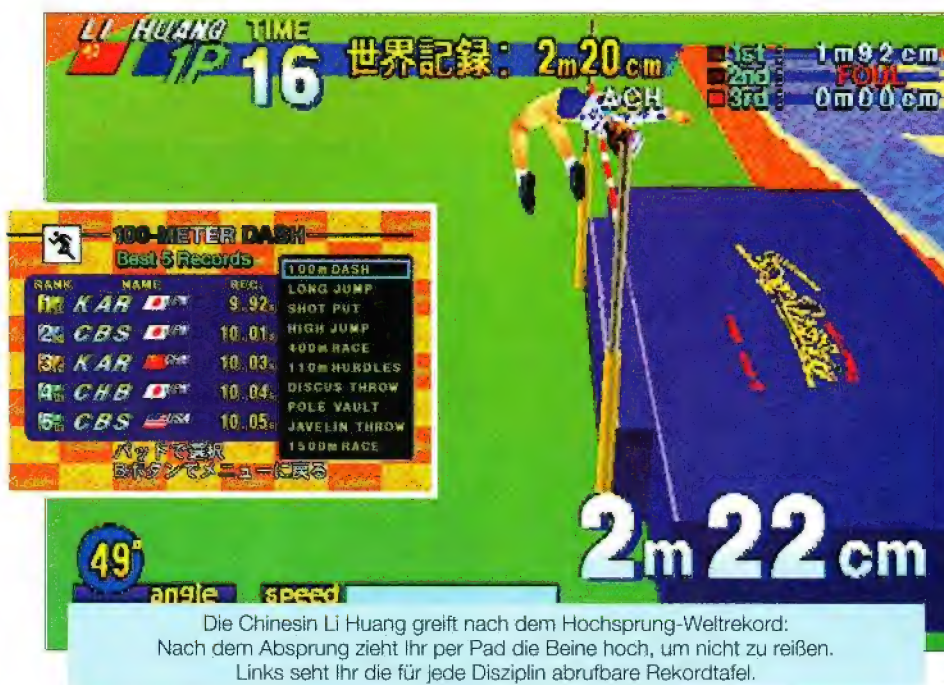 LI HUANG
1P
TIME
16
世界記録: 2m20cm
1st 1m92cm
2nd FOUL
3rd 0m00cm
100-METER DASH
Best 5 Records
RANK NAME REC.
1st KAR JPN 9.92s
2nd CBS JPN 10.01s
3rd KAR CHN 10.03s
4th CHB JPN 10.04s
5th CBS USA 10.05s
100m DASH
LONG JUMP
SHOT PUT
HIGH JUMP
400m RACE
110m HURDLES
DISCUS THROW
POLE VAULT
JAVELIN THROW
1500m RACE
パッドで選択
Bボタンでメニューに戻る
2m22cm
49°
angle speed
Die Chinesin Li Huang greift nach dem Hochsprung-Weltrekord:
Nach dem Absprung zieht Ihr per Pad die Beine hoch, um nicht zu reißen.
Links seht Ihr die für jede Disziplin abrufbare Rekordtafel.